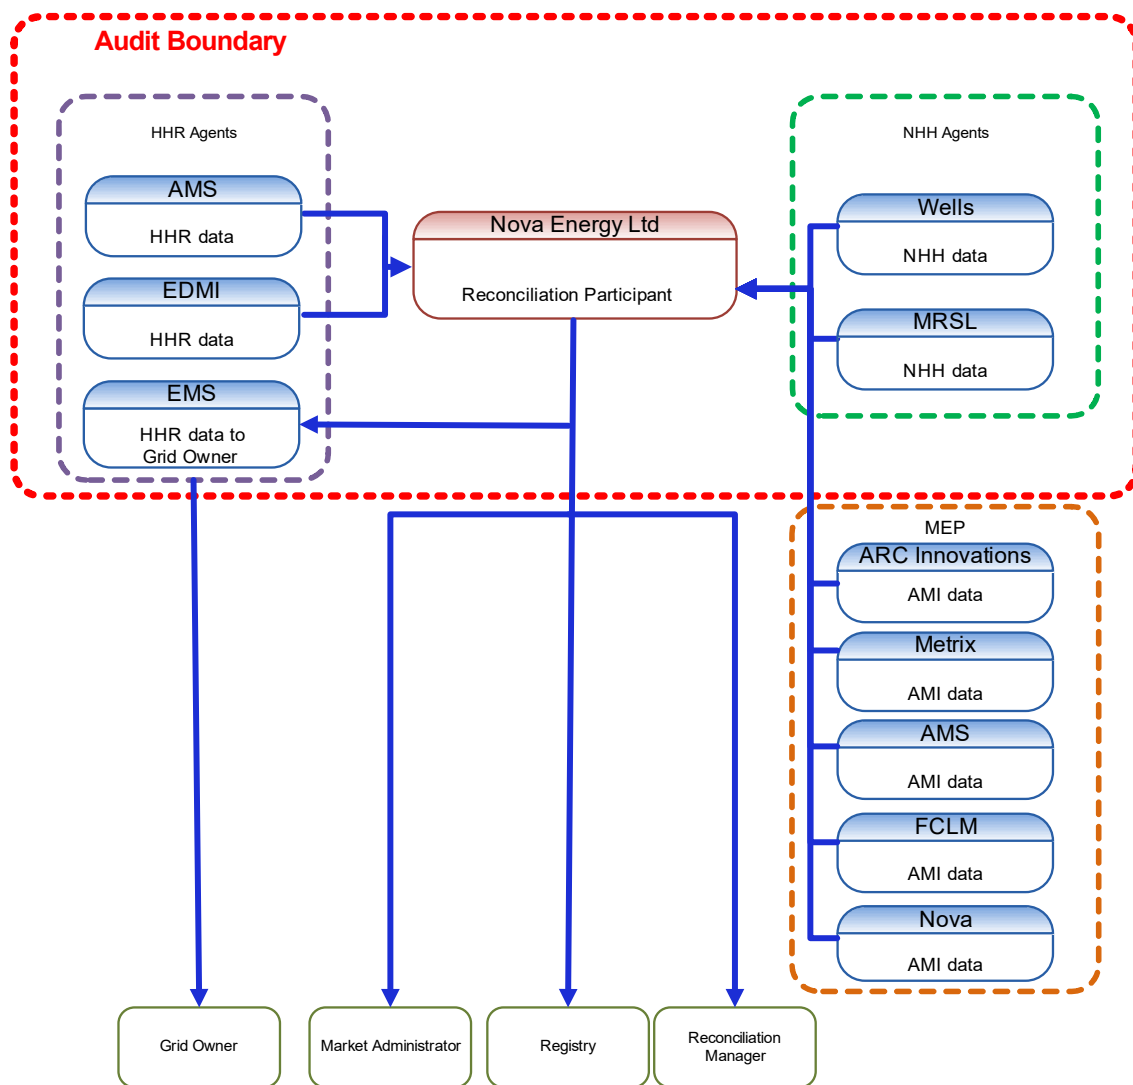 Audit Boundary
HHR Agents
AMS
HHR data
EDMI
HHR data
EMS
HHR data to
Grid Owner
Nova Energy Ltd
Reconciliation Participant
NHH Agents
Wells
NHH data
MRSL
NHH data
MEP
ARC Innovations
AMI data
Metrix
AMI data
AMS
AMI data
FCLM
AMI data
Nova
AMI data
Grid Owner
Market Administrator
Registry
Reconciliation
Manager